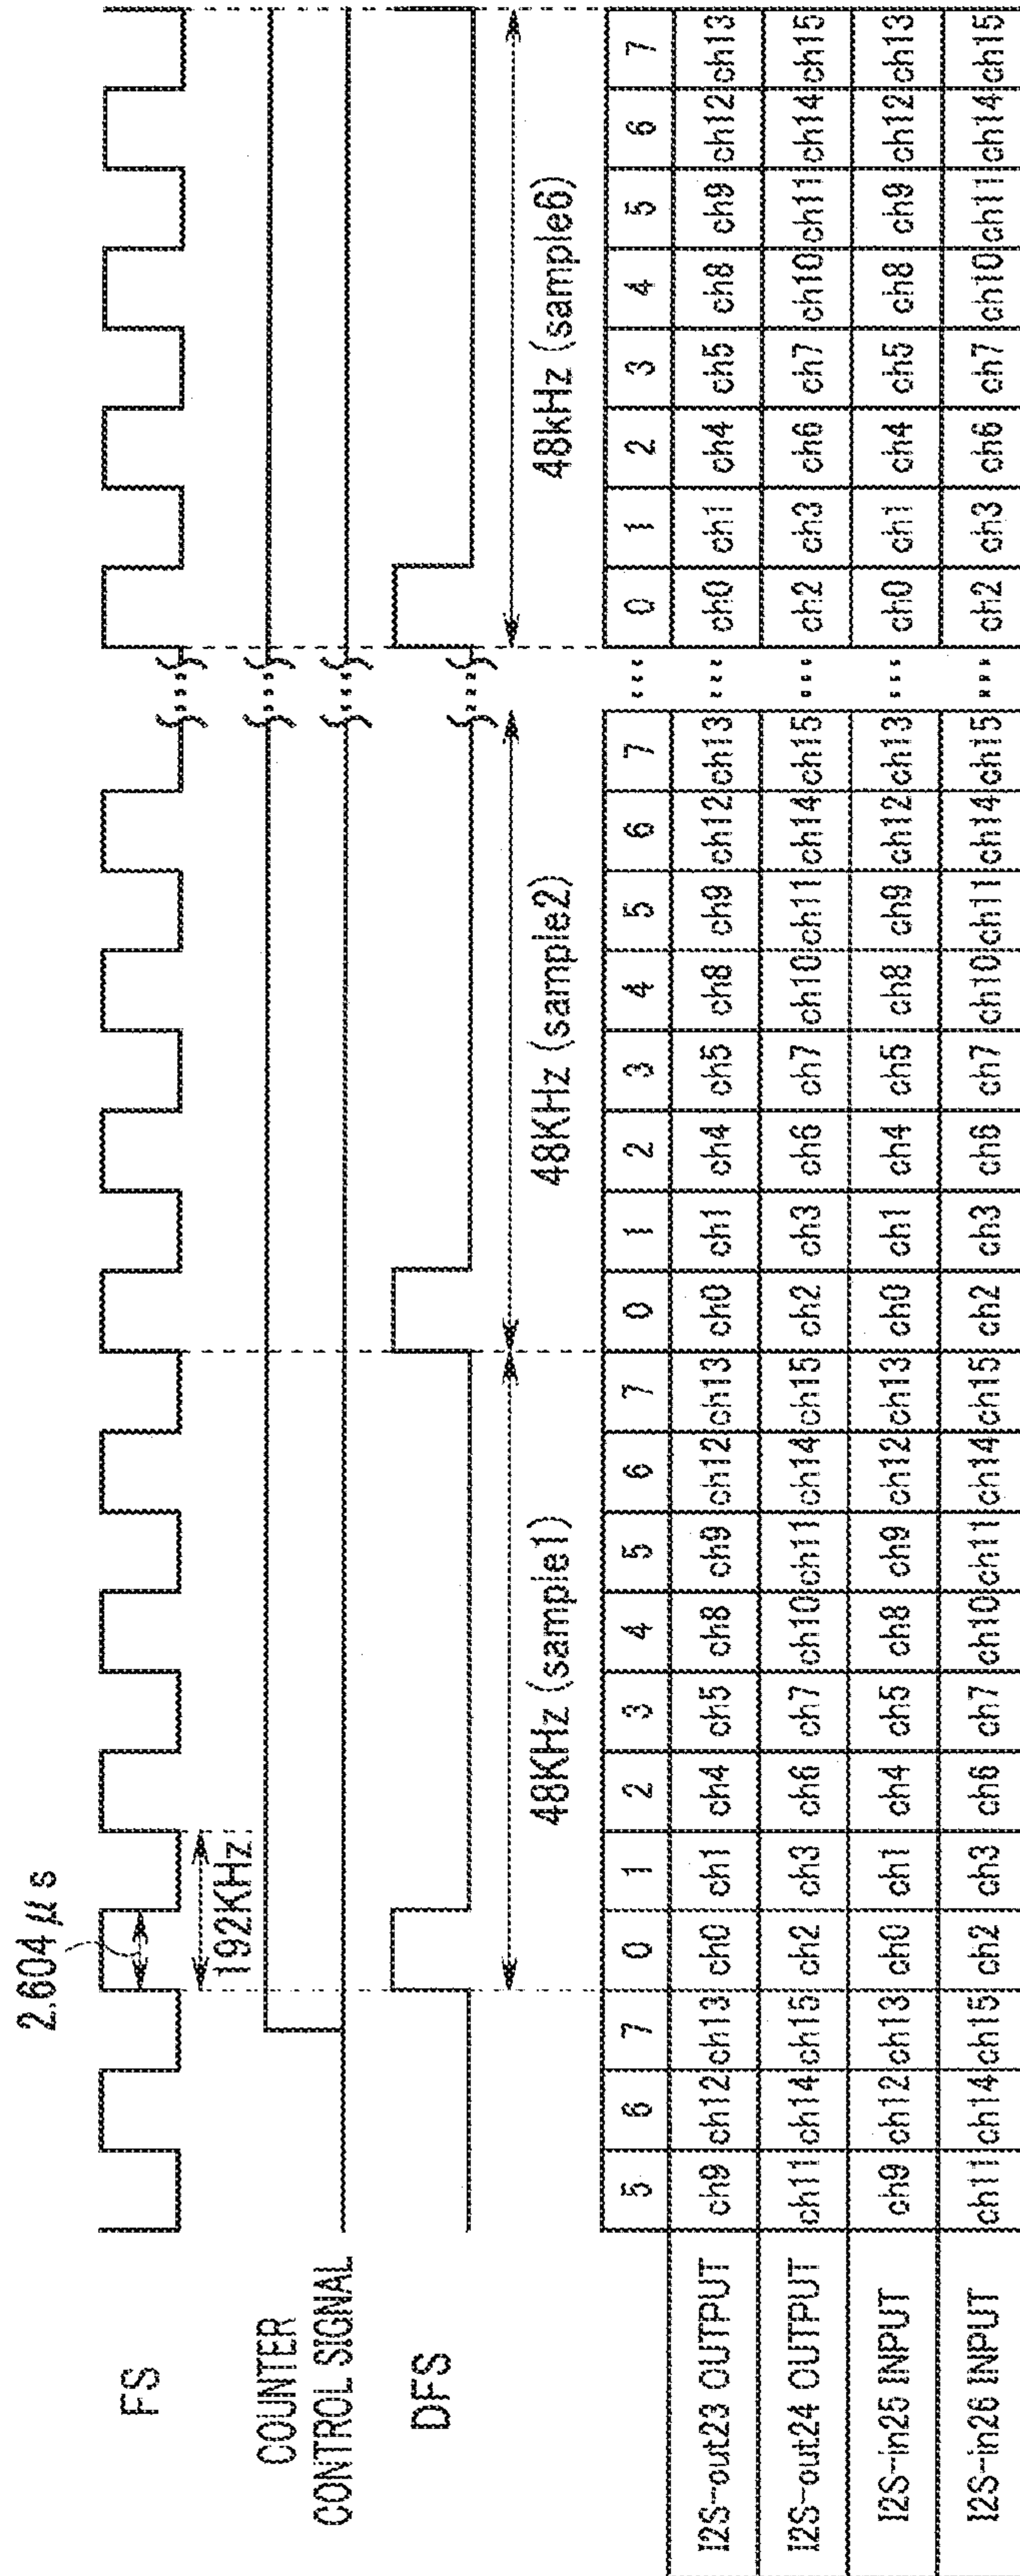 2.604 μs
FS
192KHz
COUNTER
CONTROL SIGNAL
DFS
48KHz (sample1) 48KHz (sample2) 48kHz (sample6)
5 6 7 0 1 2 3 4 5 6 7 0 1 2 3 4 5 6 7 ... 0 1 2 3 4 5 6 7
I2S-out23 OUTPUT ch9 ch12 ch13 ch0 ch1 ch4 ch5 ch8 ch9 ch12 ch13 ch0 ch1 ch4 ch5 ch8 ch9 ch12 ch13 ... ch0 ch1 ch4 ch5 ch8 ch9 ch12 ch13
I2S-out24 OUTPUT ch11 ch14 ch15 ch2 ch3 ch6 ch7 ch10 ch11 ch14 ch15 ch2 ch3 ch6 ch7 ch10 ch11 ch14 ch15 ... ch2 ch3 ch6 ch7 ch10 ch11 ch14 ch15
I2S-in25 INPUT ch9 ch12 ch13 ch0 ch1 ch4 ch5 ch8 ch9 ch12 ch13 ch0 ch1 ch4 ch5 ch8 ch9 ch12 ch13 ... ch0 ch1 ch4 ch5 ch8 ch9 ch12 ch13
I2S-in26 INPUT ch11 ch14 ch15 ch2 ch3 ch6 ch7 ch10 ch11 ch14 ch15 ch2 ch3 ch6 ch7 ch10 ch11 ch14 ch15 ... ch2 ch3 ch6 ch7 ch10 ch11 ch14 ch15